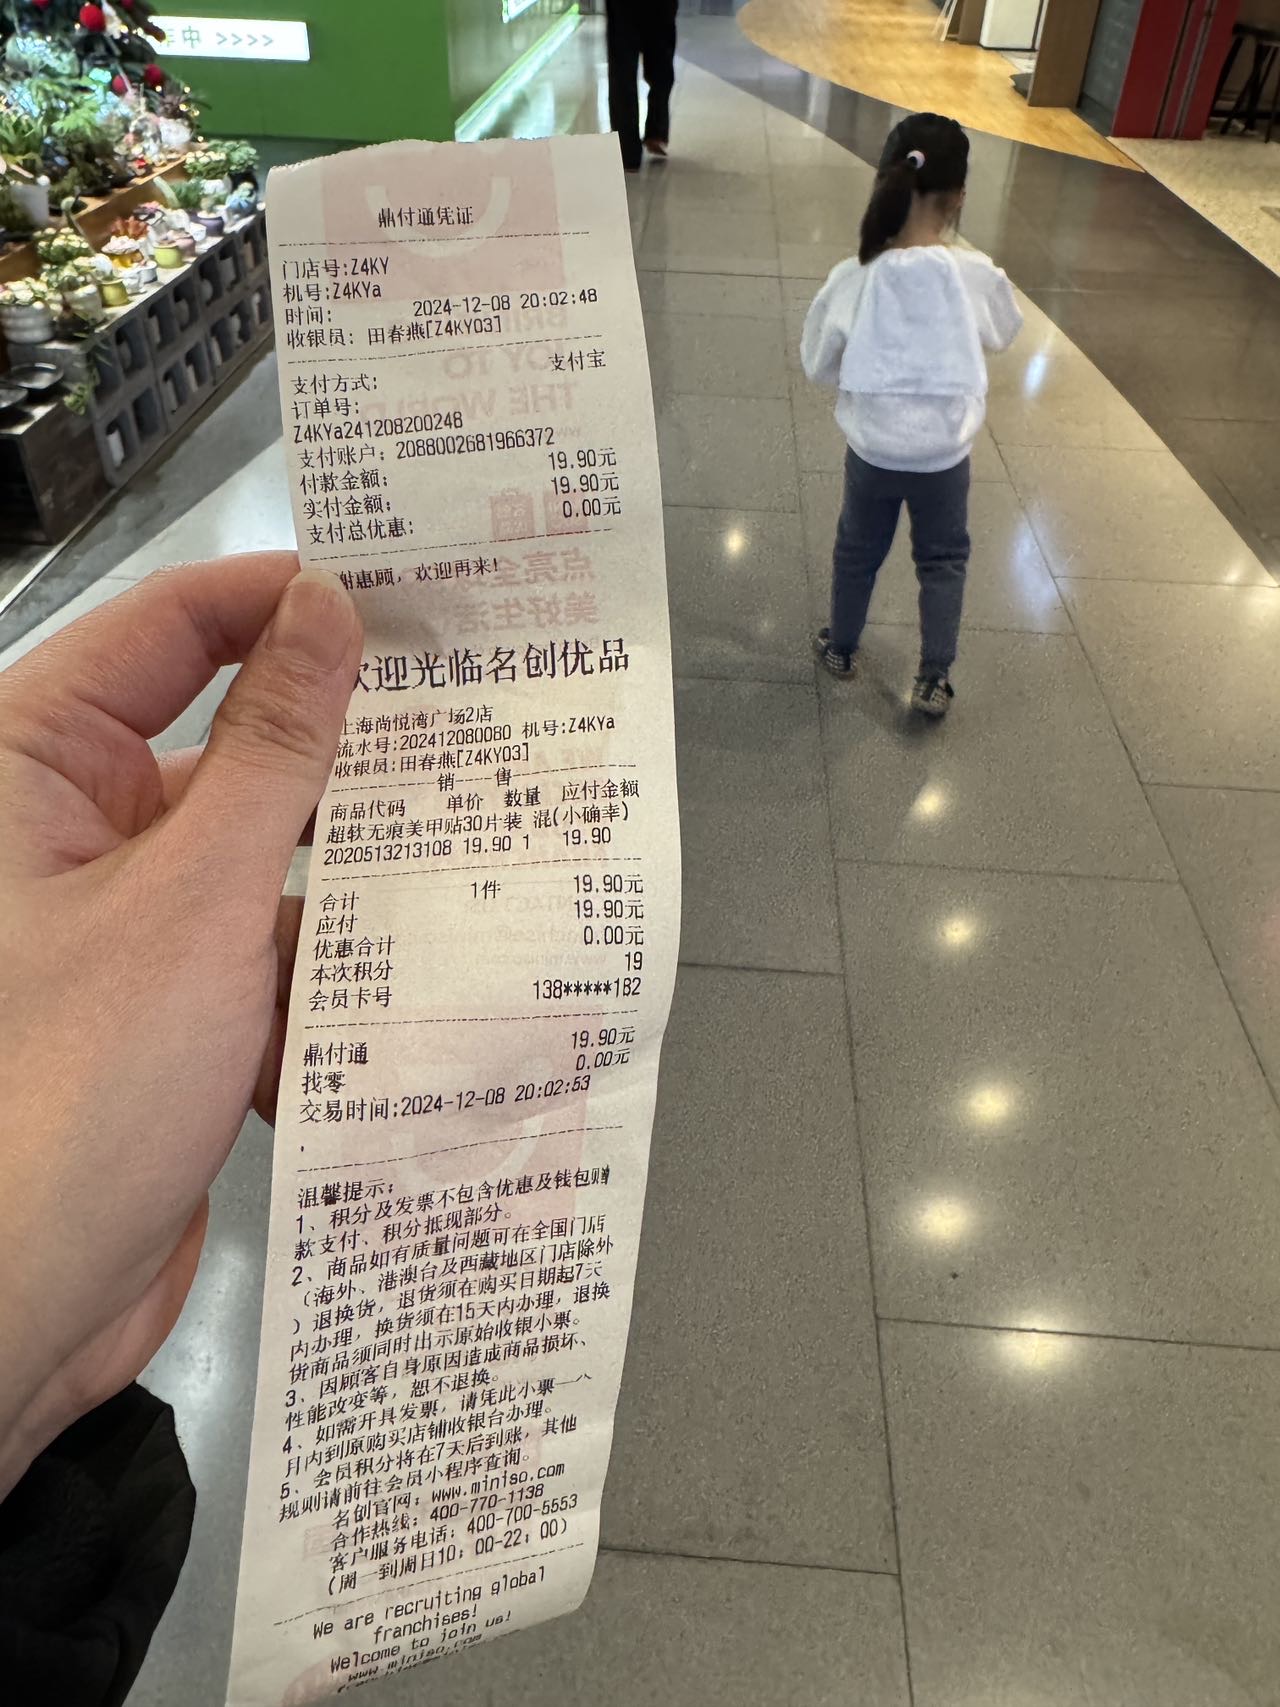 年中 >>>>
鼎付通凭证
门店号:Z4KY
机号:Z4KYa
时间: 2024-12-08 20:02:48
收银员: 田春燕[Z4KY03]
支付方式: 支付宝
订单号:
Z4KYa241208200248
支付账户: 2088002681966372
付款金额: 19.90元
实付金额: 19.90元
支付总优惠: 0.00元
谢惠顾, 欢迎再来!
欢迎光临名创优品
上海尚悦湾广场2店
流水号:202412080080 机号:Z4KYa
收银员:田春燕[Z4KY03]
销 售
商品代码 单价 数量 应付金额
超软无痕美甲贴30片装 混(小确幸)
2020513213108 19.90 1 19.90
合计 1件 19.90元
应付 19.90元
优惠合计 0.00元
本次积分 19
会员卡号 138*****182
鼎付通 19.90元
找零 0.00元
交易时间:2024-12-08 20:02:53
.
温馨提示:
1、积分及发票不包含优惠及钱包赠
款支付、积分抵现部分。
2、商品如有质量问题可在全国门店
(海外、港澳台及西藏地区门店除外
)退换货, 退货须在购买日期起7天
内办理, 换货须在15天内办理, 退换
货商品须同时出示原始收银小票。
3、因顾客自身原因造成商品损坏、
性能改变等, 恕不退换。
4、如需开具发票, 请凭此小票一个
月内到原购买店铺收银台办理。
5、会员积分将在7天后到账, 其他
规则请前往会员小程序查询。
名创官网: www.miniso.com
合作热线: 400-770-1138
客户服务电话: 400-700-5553
(周一到周日10: 00-22: 00)
We are recruiting global
franchises!
Welcome to join us!
www.miniso.com